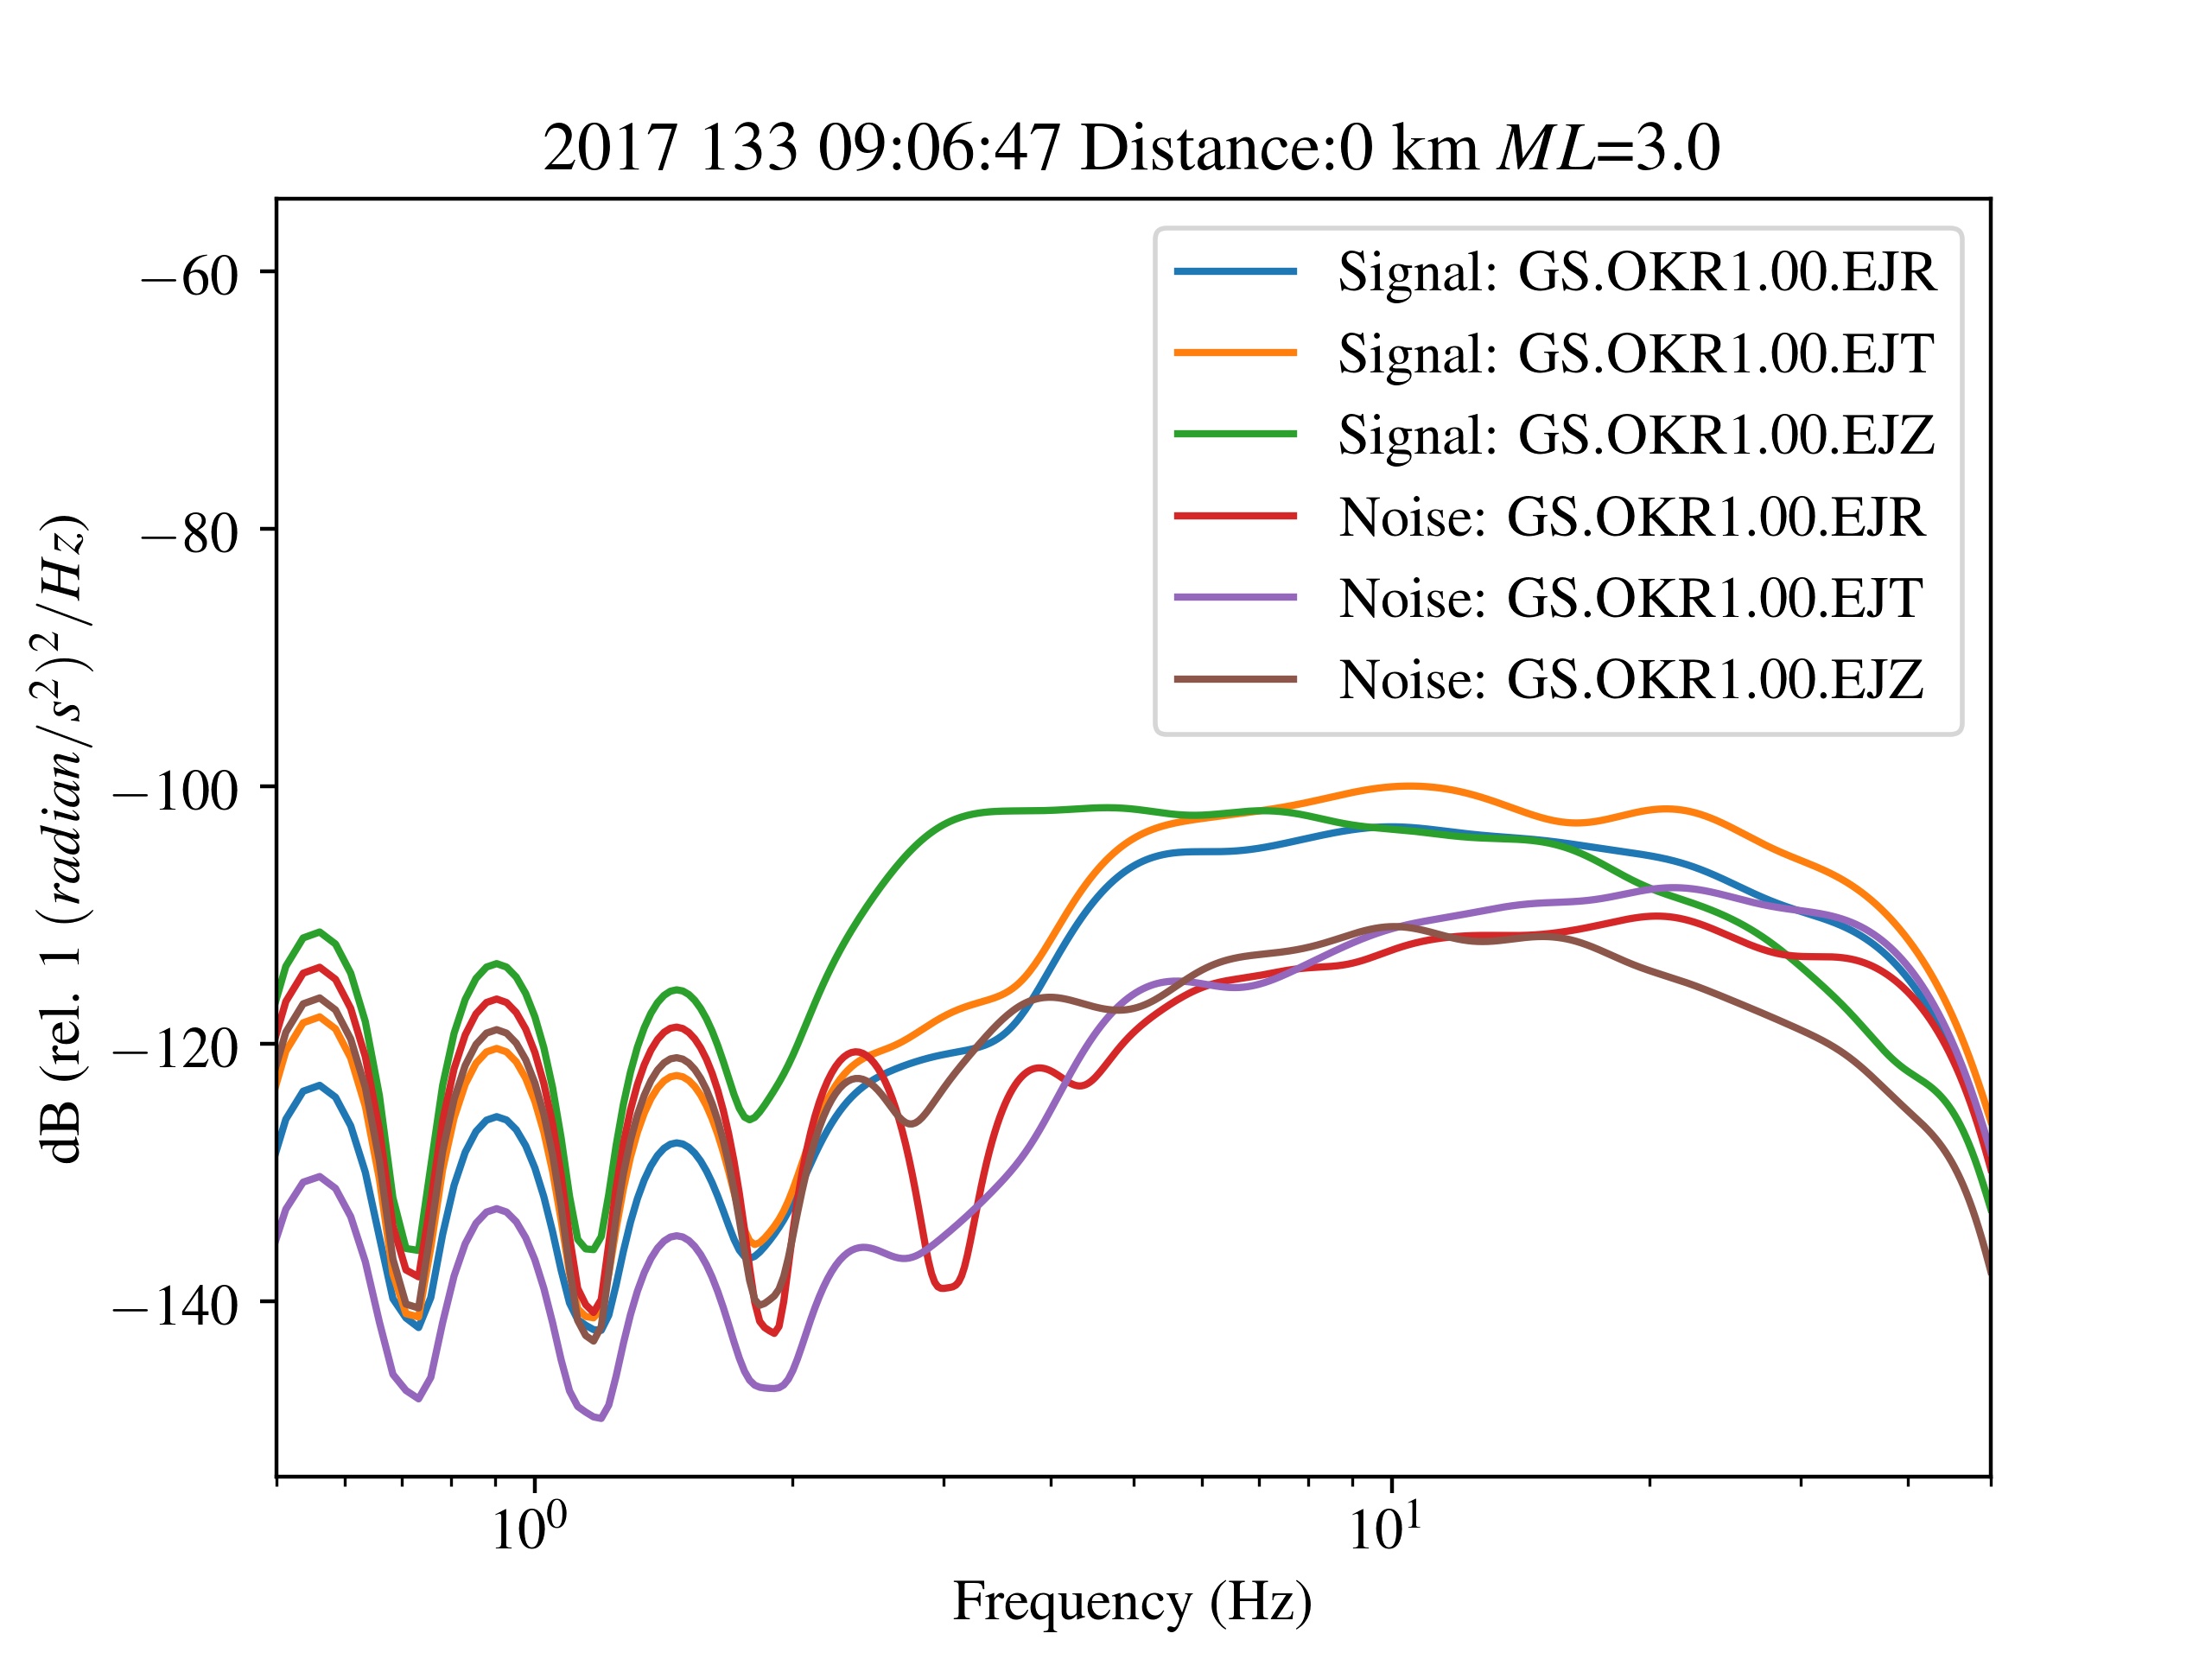 2017 133 09:06:47 Distance:0 km ML=3.0
Signal: GS.OKR1.00.EJR
Signal: GS.OKR1.00.EJT
Signal: GS.OKR1.00.EJZ
Noise: GS.OKR1.00.EJR
Noise: GS.OKR1.00.EJT
Noise: GS.OKR1.00.EJZ
−60
−80
−100
−120
−140
dB (rel. 1 (radian/s²)²/Hz)
10⁰
10¹
Frequency (Hz)